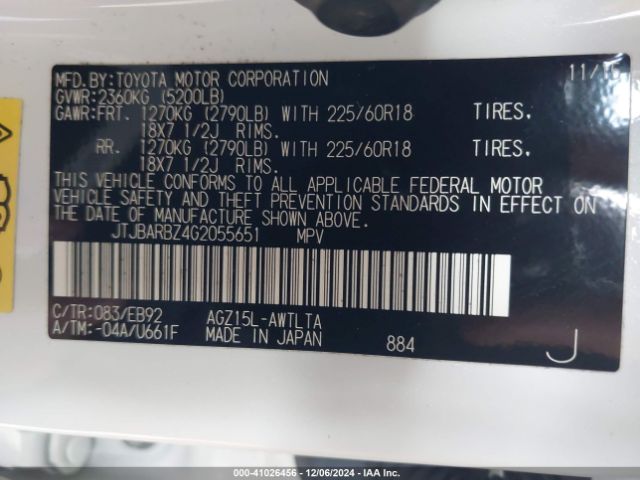 MFD.BY:TOYOTA MOTOR CORPORATION 11/15
GVWR:2360KG (5200LB)
GAWR:FRT. 1270KG (2790LB) WITH 225/60R18 TIRES.
18X7 1/2J RIMS.
RR. 1270KG (2790LB) WITH 225/60R18 TIRES.
18X7 1/2J RIMS.
THIS VEHICLE CONFORMS TO ALL APPLICABLE FEDERAL MOTOR
VEHICLE SAFETY AND THEFT PREVENTION STANDARDS IN EFFECT ON
THE DATE OF MANUFACTURE SHOWN ABOVE.
JTJBARBZ4G2055651 MPV
C/TR:083/EB92 AGZ15L-AWTLTA
A/TM:-04A/U661F MADE IN JAPAN 884 J
000-41026456 - 12/06/2024 - IAAI.COM